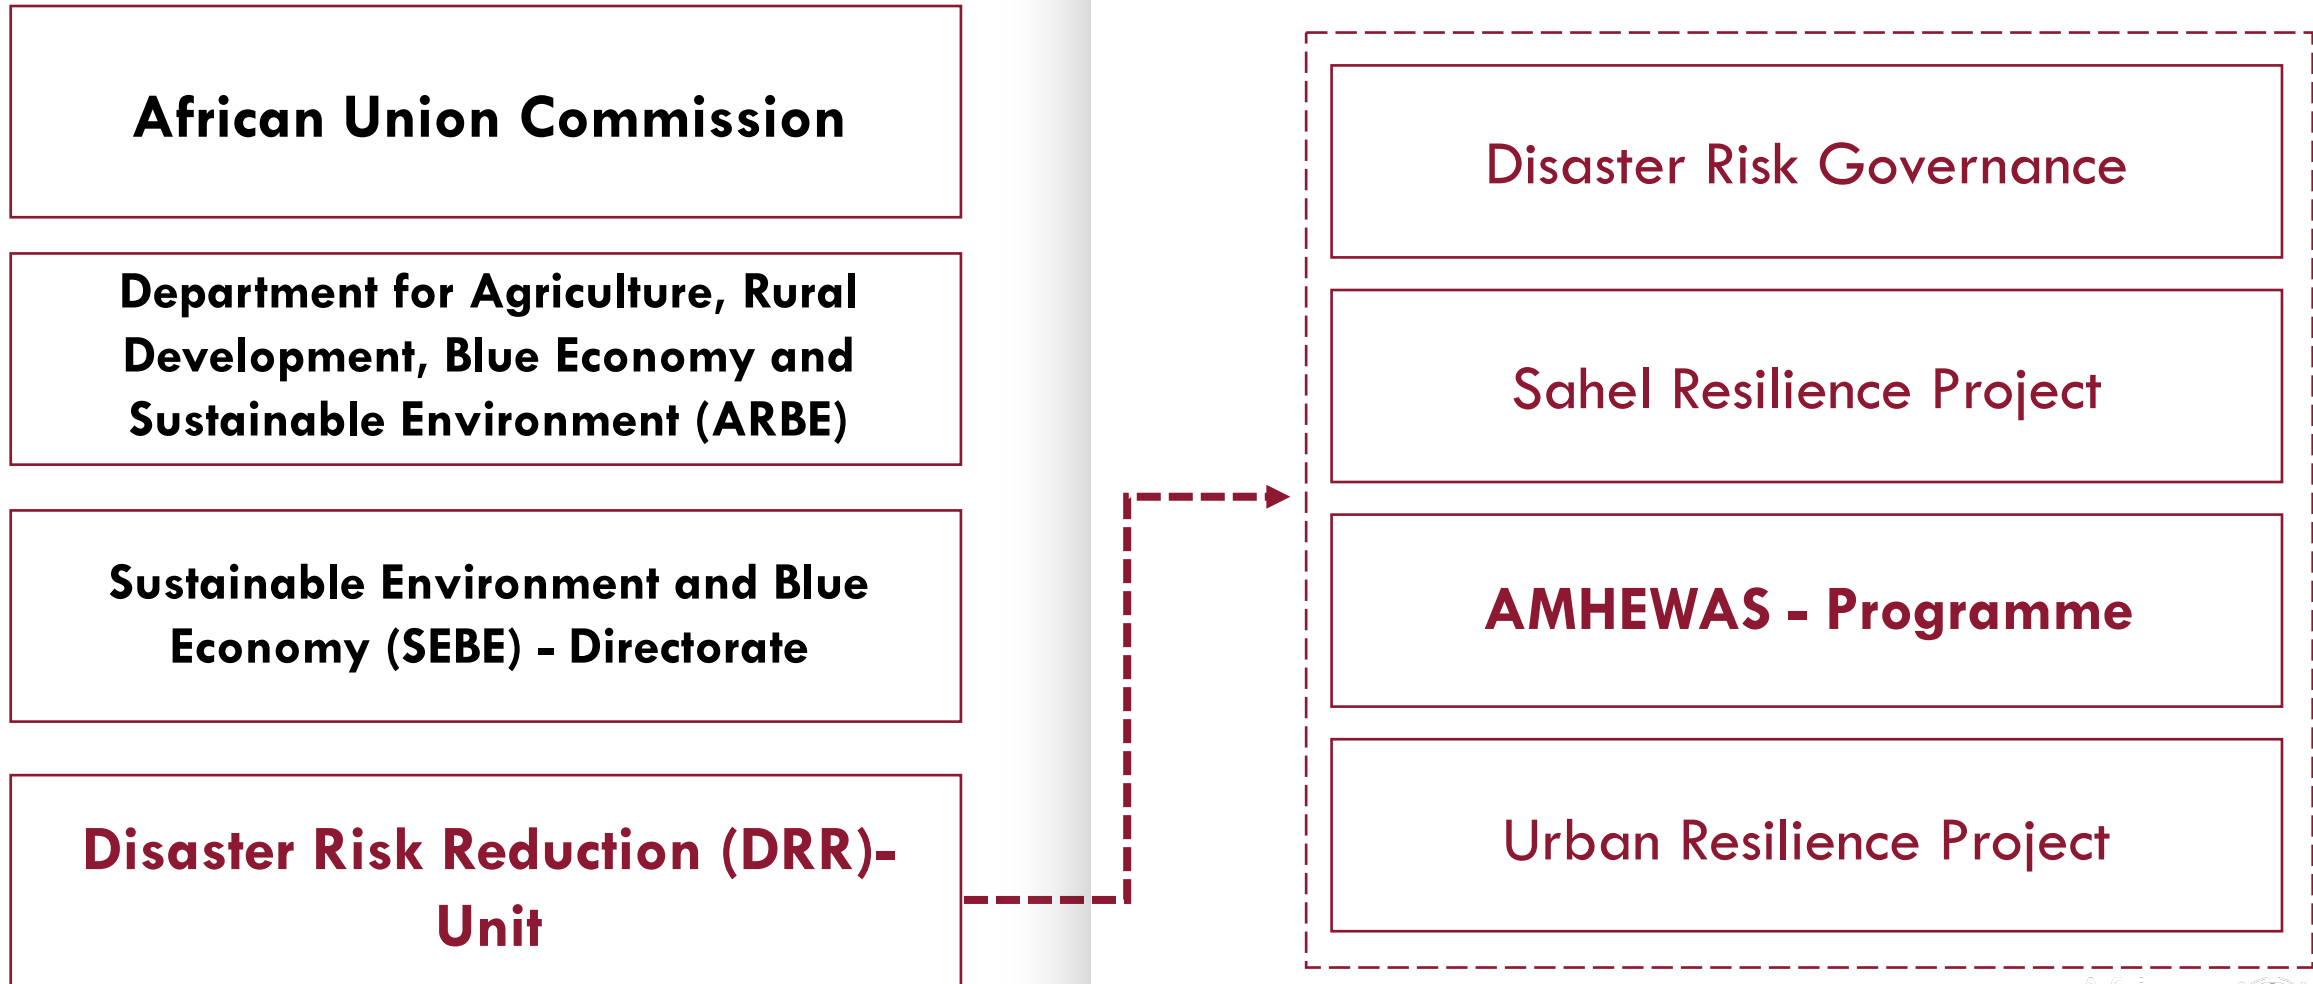 African Union Commission
Department for Agriculture, Rural
Development, Blue Economy and
Sustainable Environment (ARBE)
Sustainable Environment and Blue
Economy (SEBE) - Directorate
Disaster Risk Reduction (DRR)-
Unit
Disaster Risk Governance
Sahel Resilience Project
AMHEWAS - Programme
Urban Resilience Project